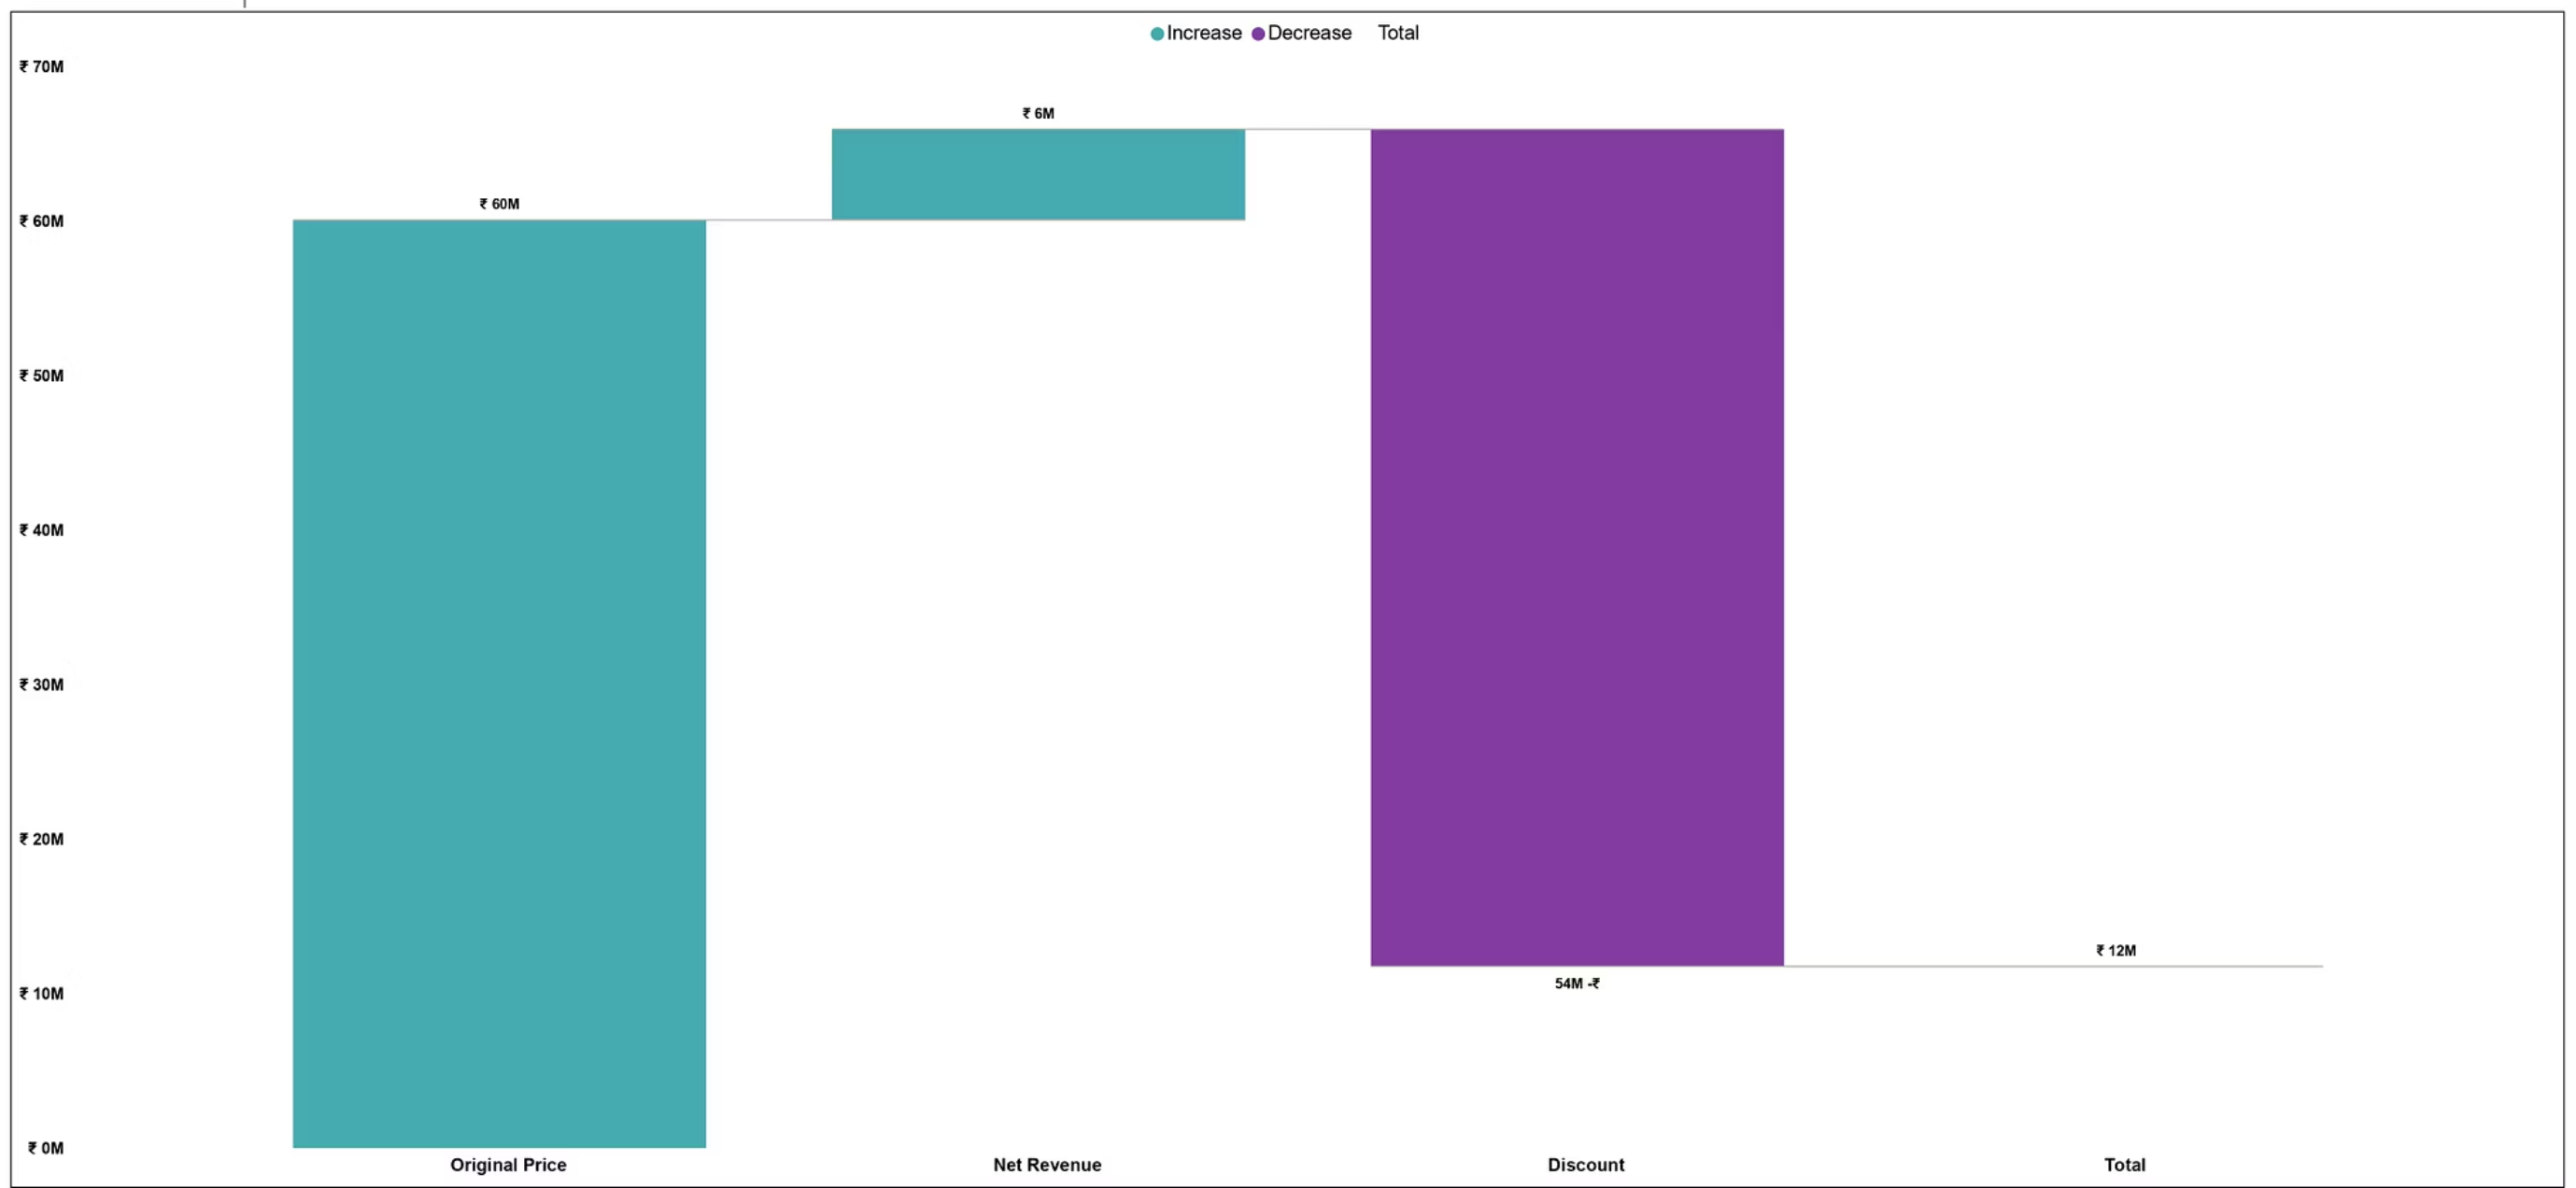 Increase Decrease Total
₹ 70M
₹ 6M
₹ 60M
₹ 60M
₹ 50M
₹ 40M
₹ 30M
₹ 20M
₹ 12M
54M -₹
₹ 10M
₹ 0M
Original Price Net Revenue Discount Total